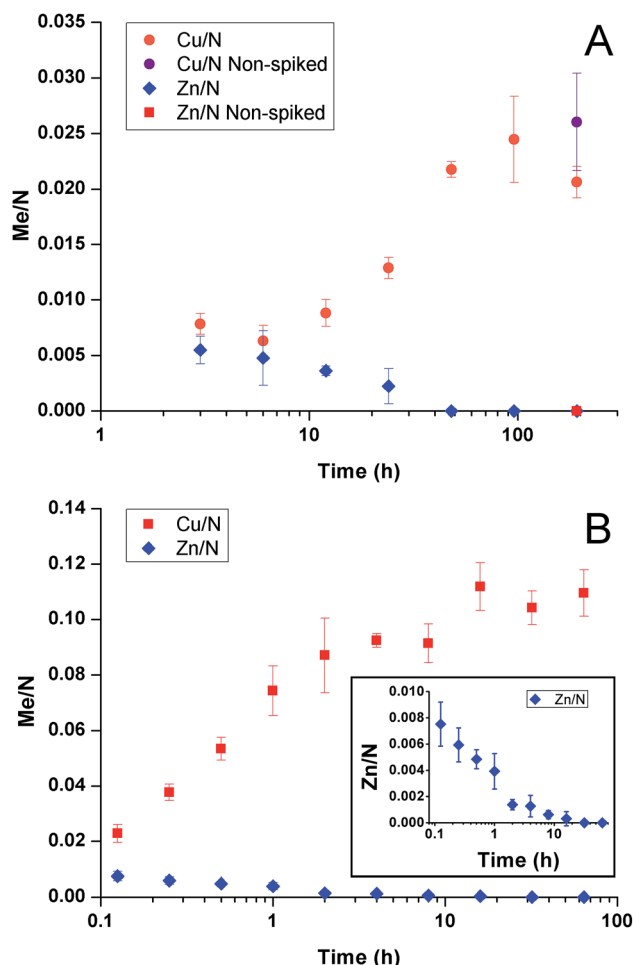 A
Cu/N
Cu/N Non-spiked
Zn/N
Zn/N Non-spiked
Me/N
0.035
0.030
0.025
0.020
0.015
0.010
0.005
0.000
1 10 100
Time (h)
B
Cu/N
Zn/N
Me/N
0.14
0.12
0.10
0.08
0.06
0.04
0.02
0.00
0.1 1 10 100
Time (h)
Zn/N
Zn/N
0.010
0.008
0.006
0.004
0.002
0.000
0.1 1 10
Time (h)